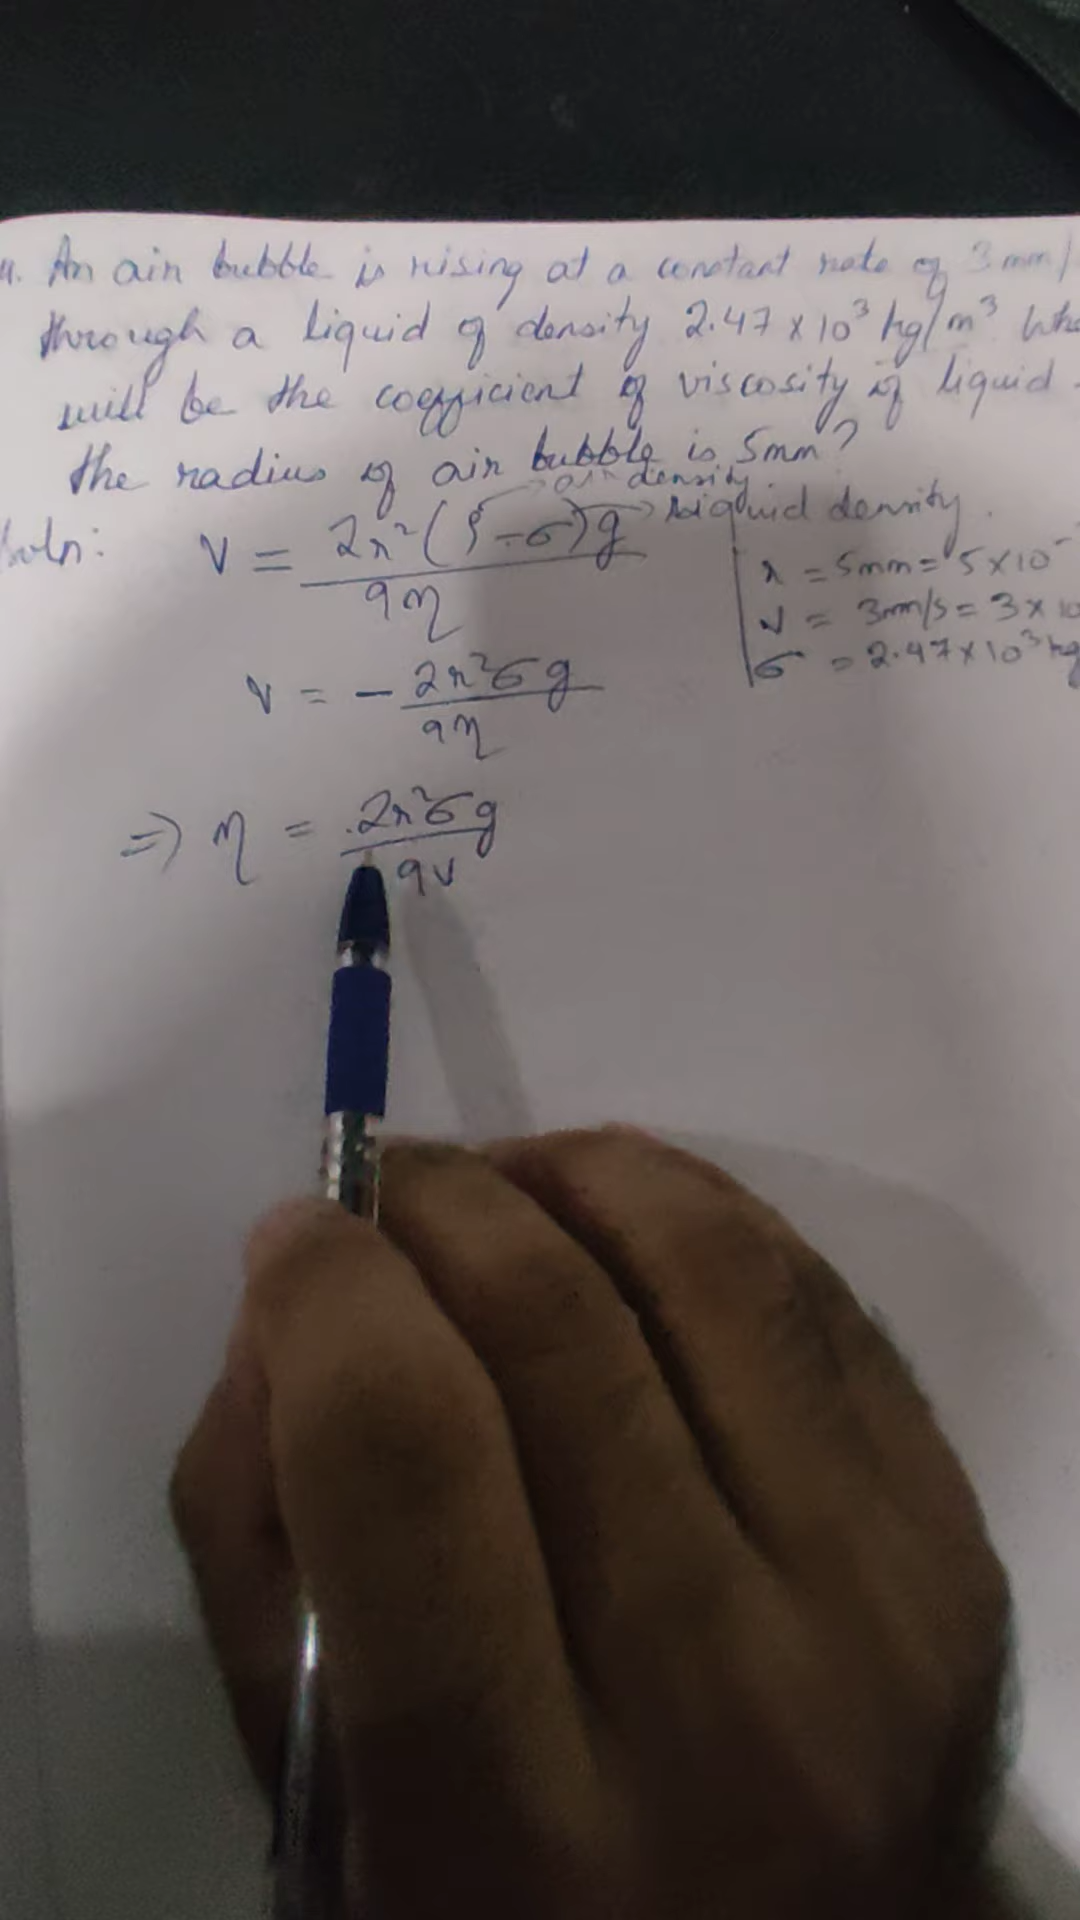 An air bubble is rising at a constant rate of 3 mm/
through a liquid of density 2.47 × 10³ kg/m³
will be the coefficient of viscosity of liquid
the radius of air bubble is 5mm?
air density
liquid density.
V = 2r²(ρ-σ)g / 9η
r = 5mm = 5×10⁻
v = 3mm/s = 3×10
σ = 2.47×10³ kg
v = - 2r²σg / 9η
⇒ η = 2r²σg / 9v